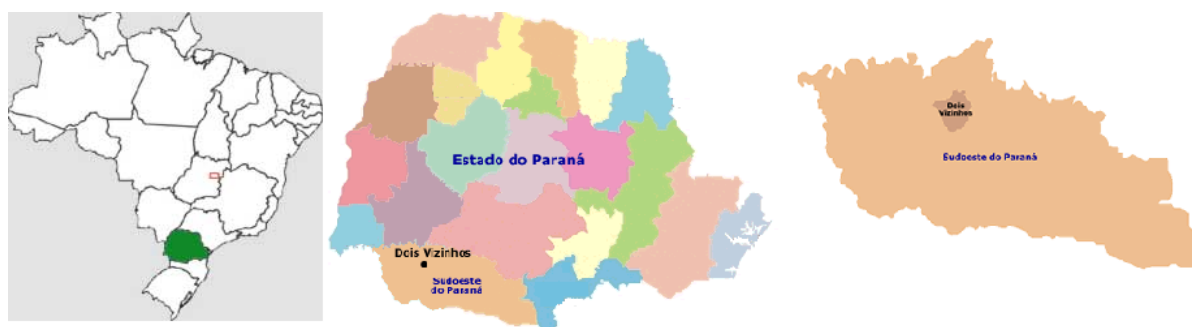 Estado do Paraná
Dois Vizinhos
Sudoeste
do Paraná
Dois
Vizinhos
Sudoeste do Paraná